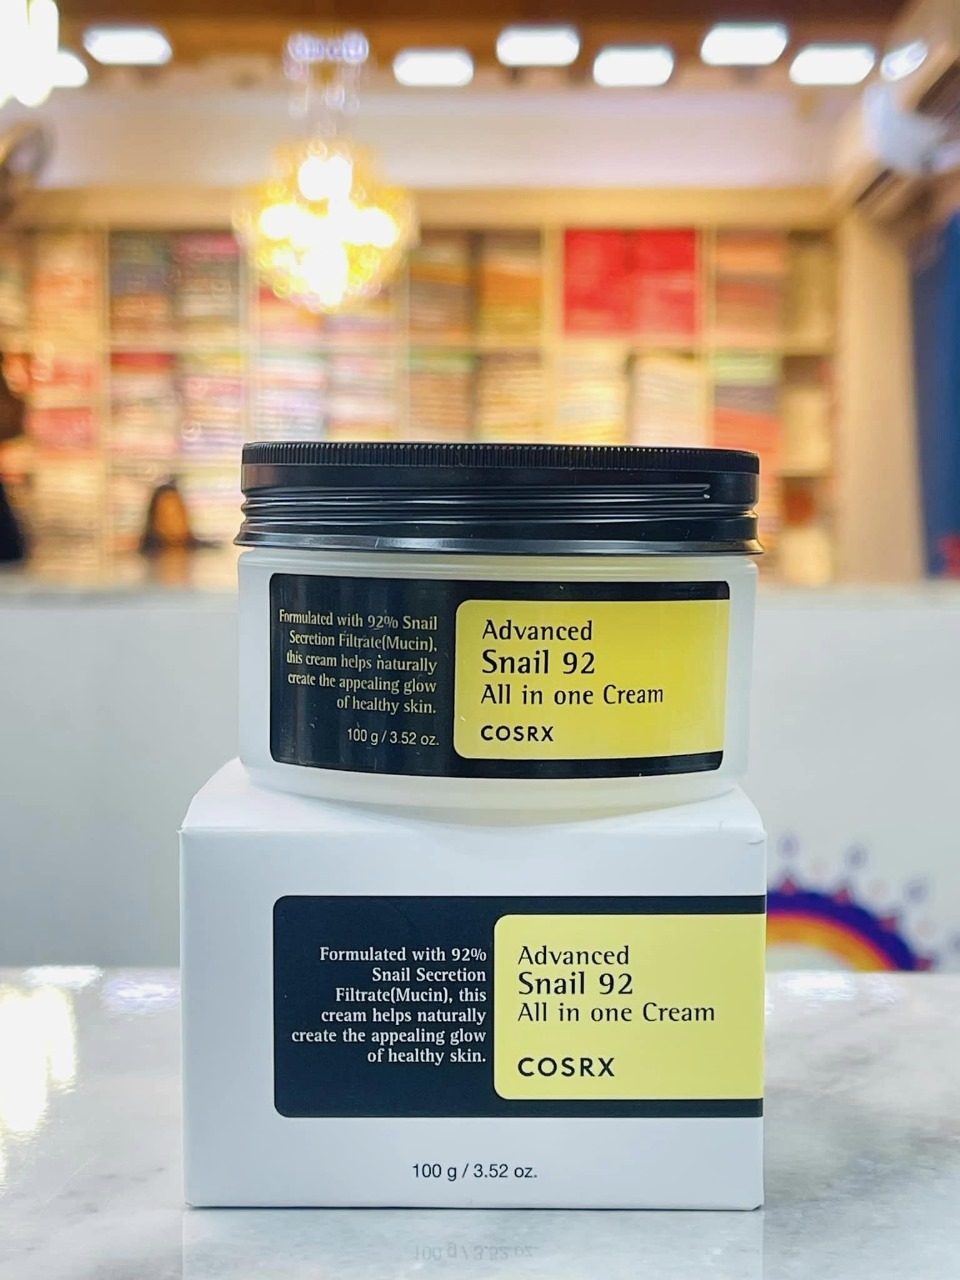 Formulated with 92% Snail
Secretion Filtrate(Mucin),
this cream helps naturally
create the appealing glow
of healthy skin.
100 g / 3.52 oz.
Advanced
Snail 92
All in one Cream
COSRX
Formulated with 92%
Snail Secretion
Filtrate(Mucin), this
cream helps naturally
create the appealing glow
of healthy skin.
Advanced
Snail 92
All in one Cream
COSRX
100 g / 3.52 oz.